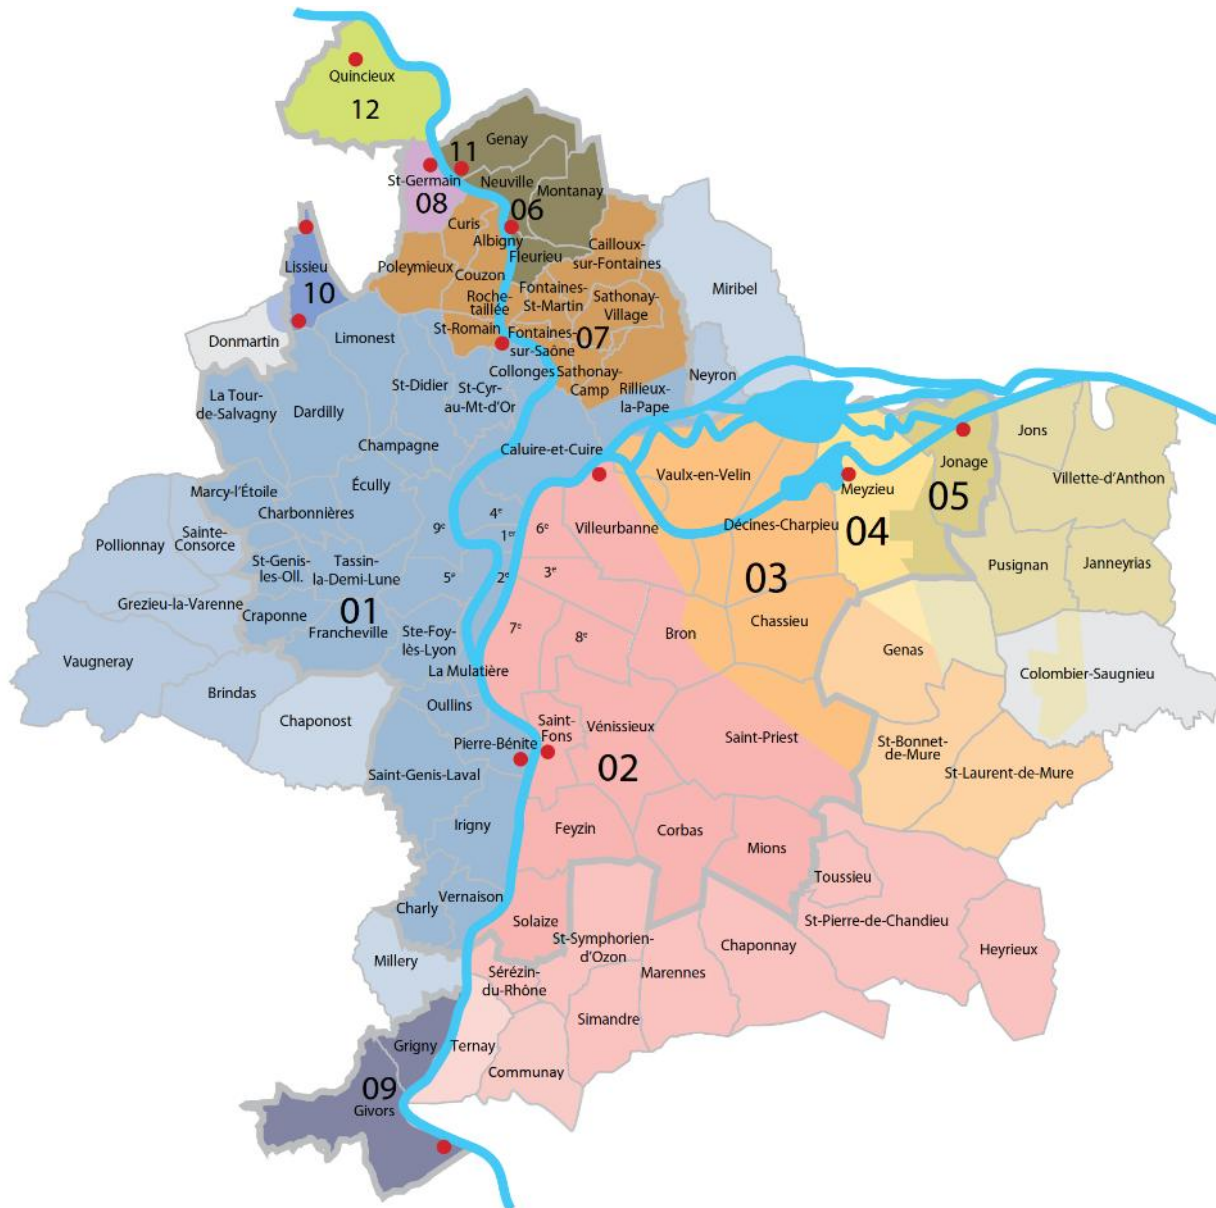 Quincieux
12
Genay
11
St-Germain
Neuville
Montanay
08
06
Curis
Albigny
Cailloux-
sur-Fontaines
Fleurieu
Lissieu
Poleymieux
Couzon
10
Fontaines-
St-Martin
Miribel
Roche-
taillée
Sathonay-
Village
St-Romain
Limonest
Donmartin
Fontaines-
sur-Saône
07
Collonges
Sathonay-
Camp
Neyron
St-Didier
St-Cyr-
au-Mt-d'Or
Rillieux-
la-Pape
La Tour-
de-Salvagny
Dardilly
Champagne
Caluire-et-Cuire
Jons
Jonage
Vaulx-en-Velin
Villette-d'Anthon
Écully
Meyzieu
05
Marcy-l'Étoile
Charbonnières
4e
04
9e
1er
6e
Villeurbanne
Décines-Charpieu
Pollionnay
Sainte-
Consorce
St-Genis-
les-Oll.
Tassin-
la-Demi-Lune
5e
2e
3e
03
Pusignan
Janneyrias
Grezieu-la-Varenne
Craponne
01
Francheville
Ste-Foy-
lès-Lyon
7e
8e
Bron
Chassieu
Genas
Vaugneray
La Mulatière
Colombier-Saugnieu
Brindas
Oullins
Chaponost
Pierre-Bénite
Saint-
Fons
Vénissieux
Saint-Priest
St-Bonnet-
de-Mure
02
Saint-Genis-Laval
St-Laurent-de-Mure
Irigny
Feyzin
Corbas
Mions
Toussieu
Charly
Vernaison
Solaize
St-Pierre-de-Chandieu
St-Symphorien-
d'Ozon
Chaponnay
Heyrieux
Millery
Sérézin-
du-Rhône
Marennes
Simandre
Grigny
Ternay
Communay
09
Givors